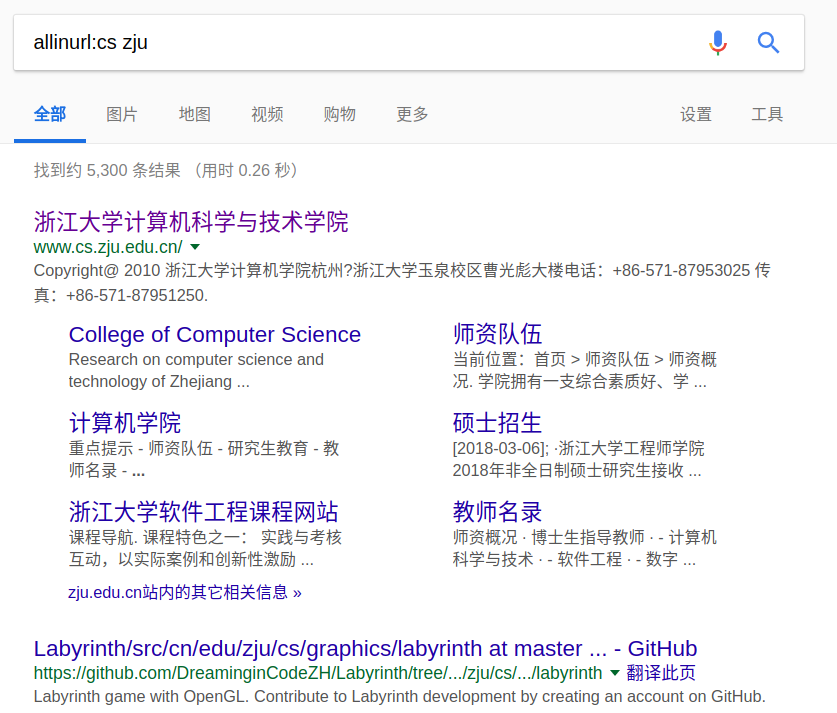 allinurl:cs zju
全部 图片 地图 视频 购物 更多 设置 工具
找到约 5,300 条结果 （用时 0.26 秒）
浙江大学计算机科学与技术学院
www.cs.zju.edu.cn/
Copyright@ 2010 浙江大学计算机学院杭州?浙江大学玉泉校区曹光彪大楼电话：+86-571-87953025 传
真：+86-571-87951250.
College of Computer Science
Research on computer science and
technology of Zhejiang ...
师资队伍
当前位置：首页 > 师资队伍 > 师资概
况. 学院拥有一支综合素质好、学 ...
计算机学院
重点提示 - 师资队伍 - 研究生教育 - 教
师名录 - ...
硕士招生
[2018-03-06]; ·浙江大学工程师学院
2018年非全日制硕士研究生接收 ...
浙江大学软件工程课程网站
课程导航. 课程特色之一： 实践与考核
互动，以实际案例和创新性激励 ...
教师名录
师资概况 · 博士生指导教师 · - 计算机
科学与技术 · - 软件工程 · - 数字 ...
zju.edu.cn站内的其它相关信息 »
Labyrinth/src/cn/edu/zju/cs/graphics/labyrinth at master ... - GitHub
https://github.com/DreaminginCodeZH/Labyrinth/tree/.../zju/cs/.../labyrinth 翻译此页
Labyrinth game with OpenGL. Contribute to Labyrinth development by creating an account on GitHub.